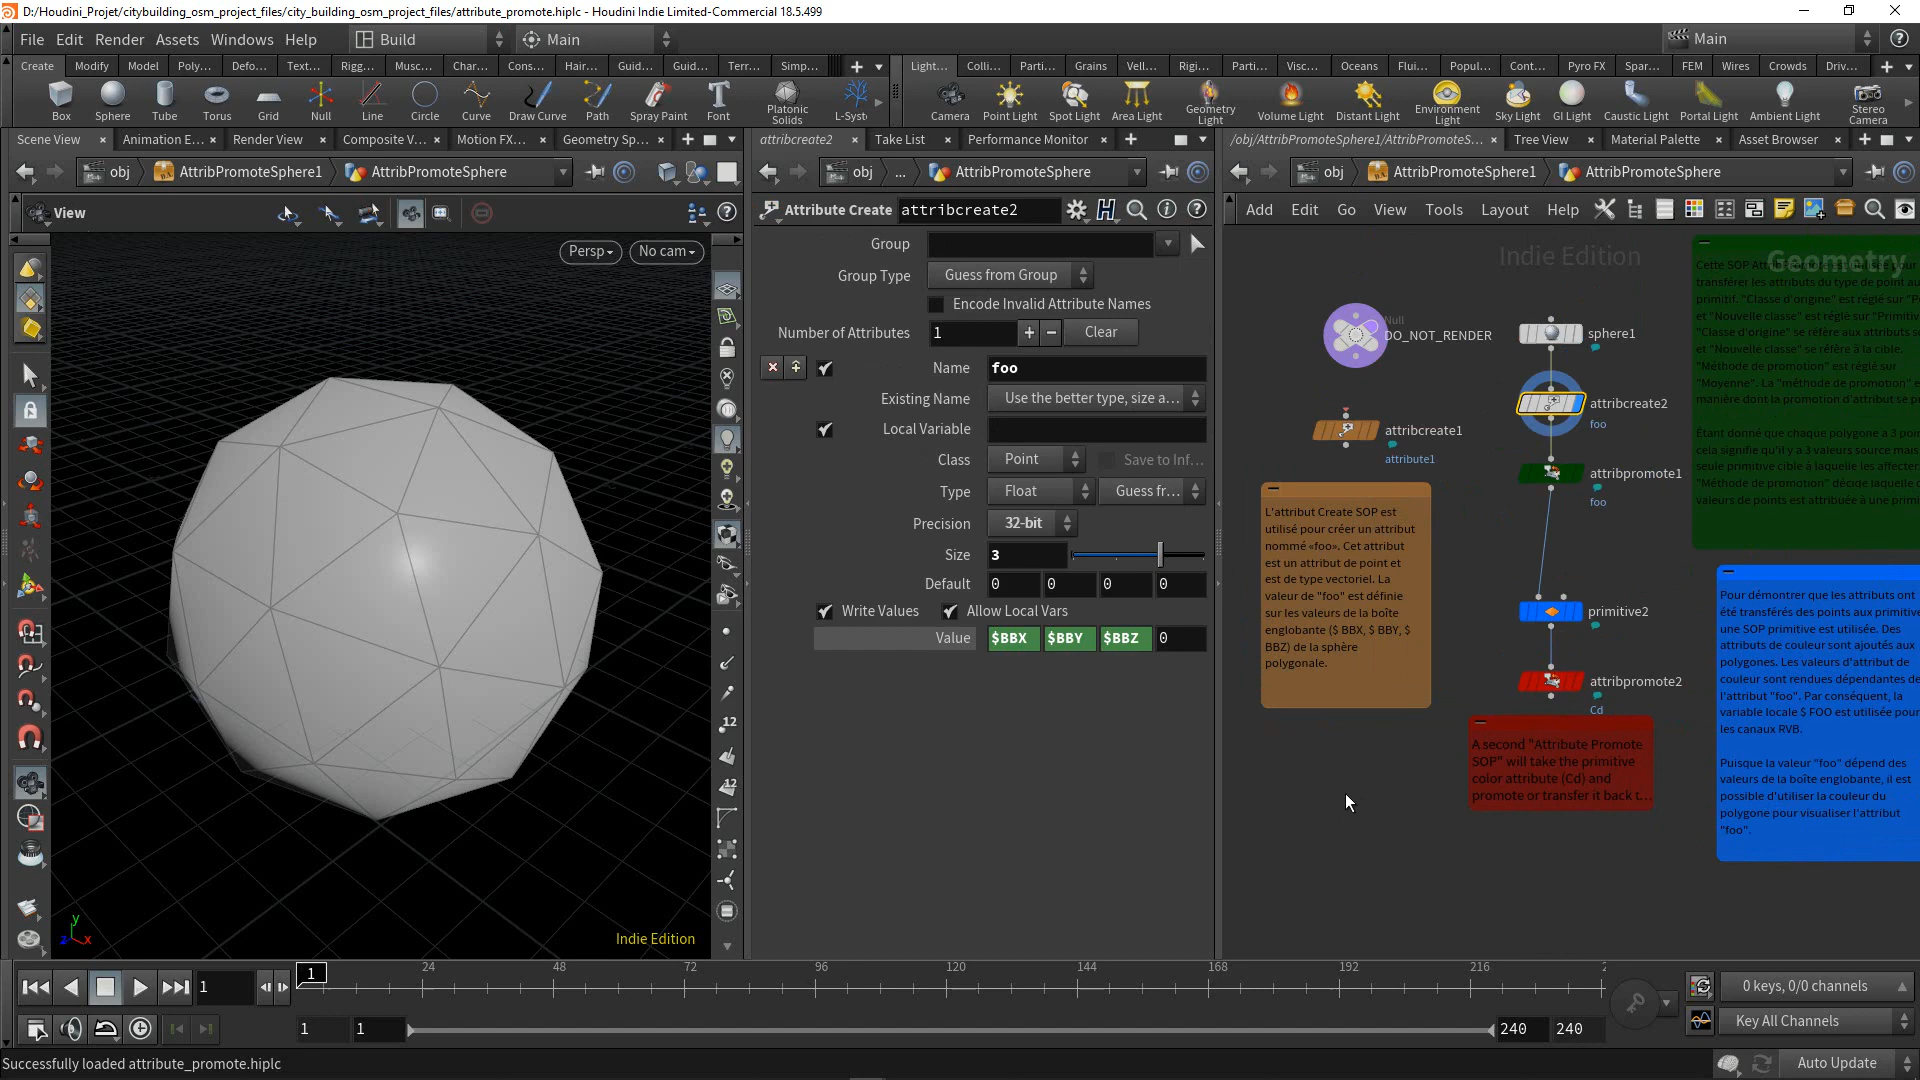 D:/Houdini_Projet/citybuilding_osm_project_files/city_building_osm_project_files/attribute_promote.hiplc - Houdini Indie Limited-Commercial 18.5.499
File Edit Render Assets Windows Help Build Main Main
Create Modify Model Poly... Defo... Text... Rigg... Musc... Char... Cons... Hair... Guid... Guid... Terr... Simp...
Light... Colli... Parti... Grains Vell... Rigi... Parti... Visc... Oceans Flui... Popul... Cont... Pyro FX Spar... FEM Wires Crowds Driv...
Box Sphere Tube Torus Grid Null Line Circle Curve Draw Curve Path Spray Paint Font Platonic Solids L-Syst
Camera Point Light Spot Light Area Light Geometry Light Volume Light Distant Light Environment Light Sky Light GI Light Caustic Light Portal Light Ambient Light Stereo Camera
Scene View Animation E... Render View Composite V... Motion FX... Geometry Sp...
attribcreate2 Take List Performance Monitor
/obj/AttribPromoteSphere1/AttribPromoteS... Tree View Material Palette Asset Browser
obj AttribPromoteSphere1 AttribPromoteSphere
obj ... AttribPromoteSphere
obj AttribPromoteSphere1 AttribPromoteSphere
View
Persp
No cam
12
12
y
z
x
Indie Edition
Attribute Create attribcreate2
Group
Group Type Guess from Group
Encode Invalid Attribute Names
Number of Attributes 1 + − Clear
Name foo
Existing Name Use the better type, size a...
Local Variable
Class Point Save to Inf...
Type Float Guess fr...
Precision 32-bit
Size 3
Default 0 0 0 0
Write Values Allow Local Vars
Value $BBX $BBY $BBZ 0
Add Edit Go View Tools Layout Help
Indie Edition
Geometry
Null
DO_NOT_RENDER
sphere1
attribcreate2
foo
attribcreate1
attribute1
attribpromote1
foo
primitive2
attribpromote2
Cd
L'attribut Create SOP est
utilisé pour créer un attribut
nommé «foo». Cet attribut
est un attribut de point et
est de type vectoriel. La
valeur de "foo" est définie
sur les valeurs de la boîte
englobante ($ BBX, $ BBY, $
BBZ) de la sphère
polygonale.
A second "Attribute Promote
SOP" will take the primitive
color attribute (Cd) and
promote or transfer it back t...
transférer les attributs du type de point au
primitif. "Classe d'origine" est réglé sur "P
et "Nouvelle classe" est réglé sur "Primitiv
"Classe d'origine" se réfère aux attributs s
et "Nouvelle classe" se réfère à la cible.
"Méthode de promotion" est réglé sur
"Moyenne". La "méthode de promotion"
manière dont la promotion d'attribut se p
Étant donné que chaque polygone a 3 poin
cela signifie qu'il y a 3 valeurs source mais
seule primitive cible à laquelle les affecter.
"Méthode de promotion" décide laquelle d
valeurs de points est attribuée à une primi
Pour démontrer que les attributs ont
été transférés des points aux primitive
une SOP primitive est utilisée. Des
attributs de couleur sont ajoutés aux
polygones. Les valeurs d'attribut de
couleur sont rendues dépendantes de
l'attribut "foo". Par conséquent, la
variable locale $ FOO est utilisée pour
les canaux RVB.
Puisque la valeur "foo" dépend des
valeurs de la boîte englobante, il est
possible d'utiliser la couleur du
polygone pour visualiser l'attribut
"foo".
1 1 24 48 72 96 120 144 168 192 216 2
1 1 240 240
0 keys, 0/0 channels
Key All Channels
Successfully loaded attribute_promote.hiplc
Auto Update